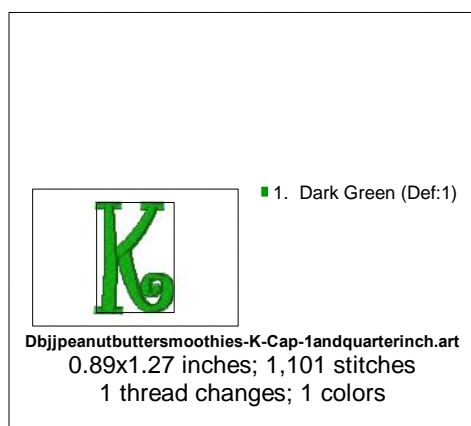 K
1. Dark Green (Def:1)
Dbjjpeanutbuttersmoothies-K-Cap-1andquarterinch.art
0.89x1.27 inches; 1,101 stitches
1 thread changes; 1 colors